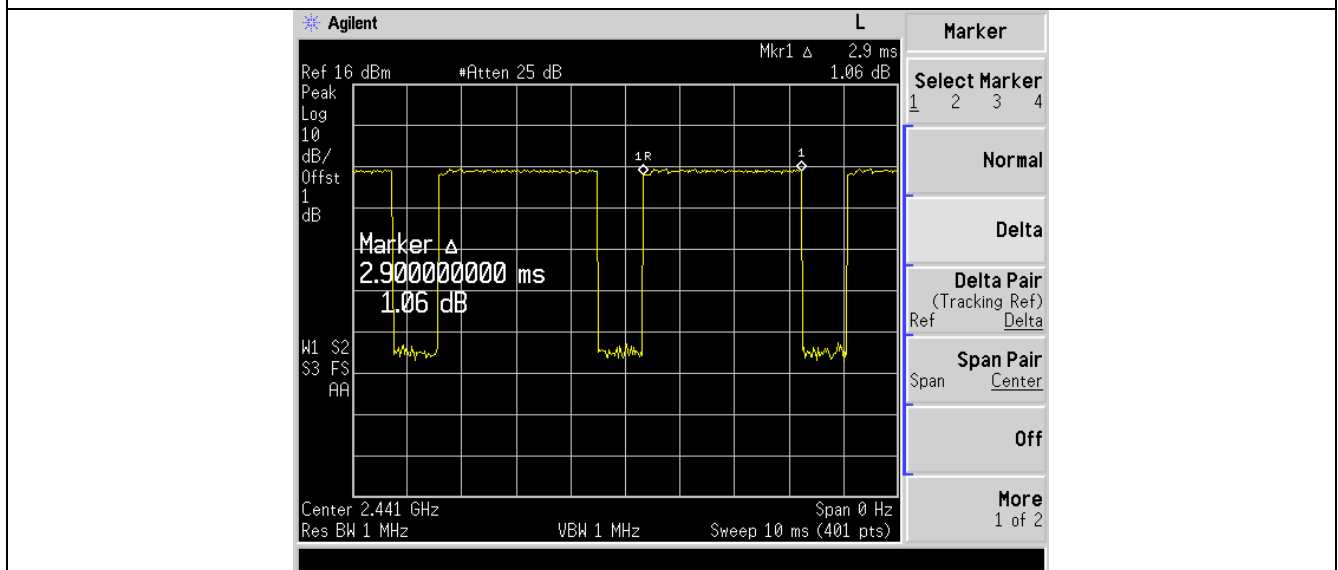 Agilent L
Mkr1 Δ 2.9 ms
Ref 16 dBm #Atten 25 dB 1.06 dB
Peak
Log
10
dB/
Offst
1
dB
1R 1
Marker Δ
2.900000000 ms
1.06 dB
W1 S2
S3 FS
AA
Center 2.441 GHz Span 0 Hz
Res BW 1 MHz VBW 1 MHz Sweep 10 ms (401 pts)
Marker
Select Marker
1 2 3 4
Normal
Delta
Delta Pair
(Tracking Ref)
Ref Delta
Span Pair
Span Center
Off
More
1 of 2